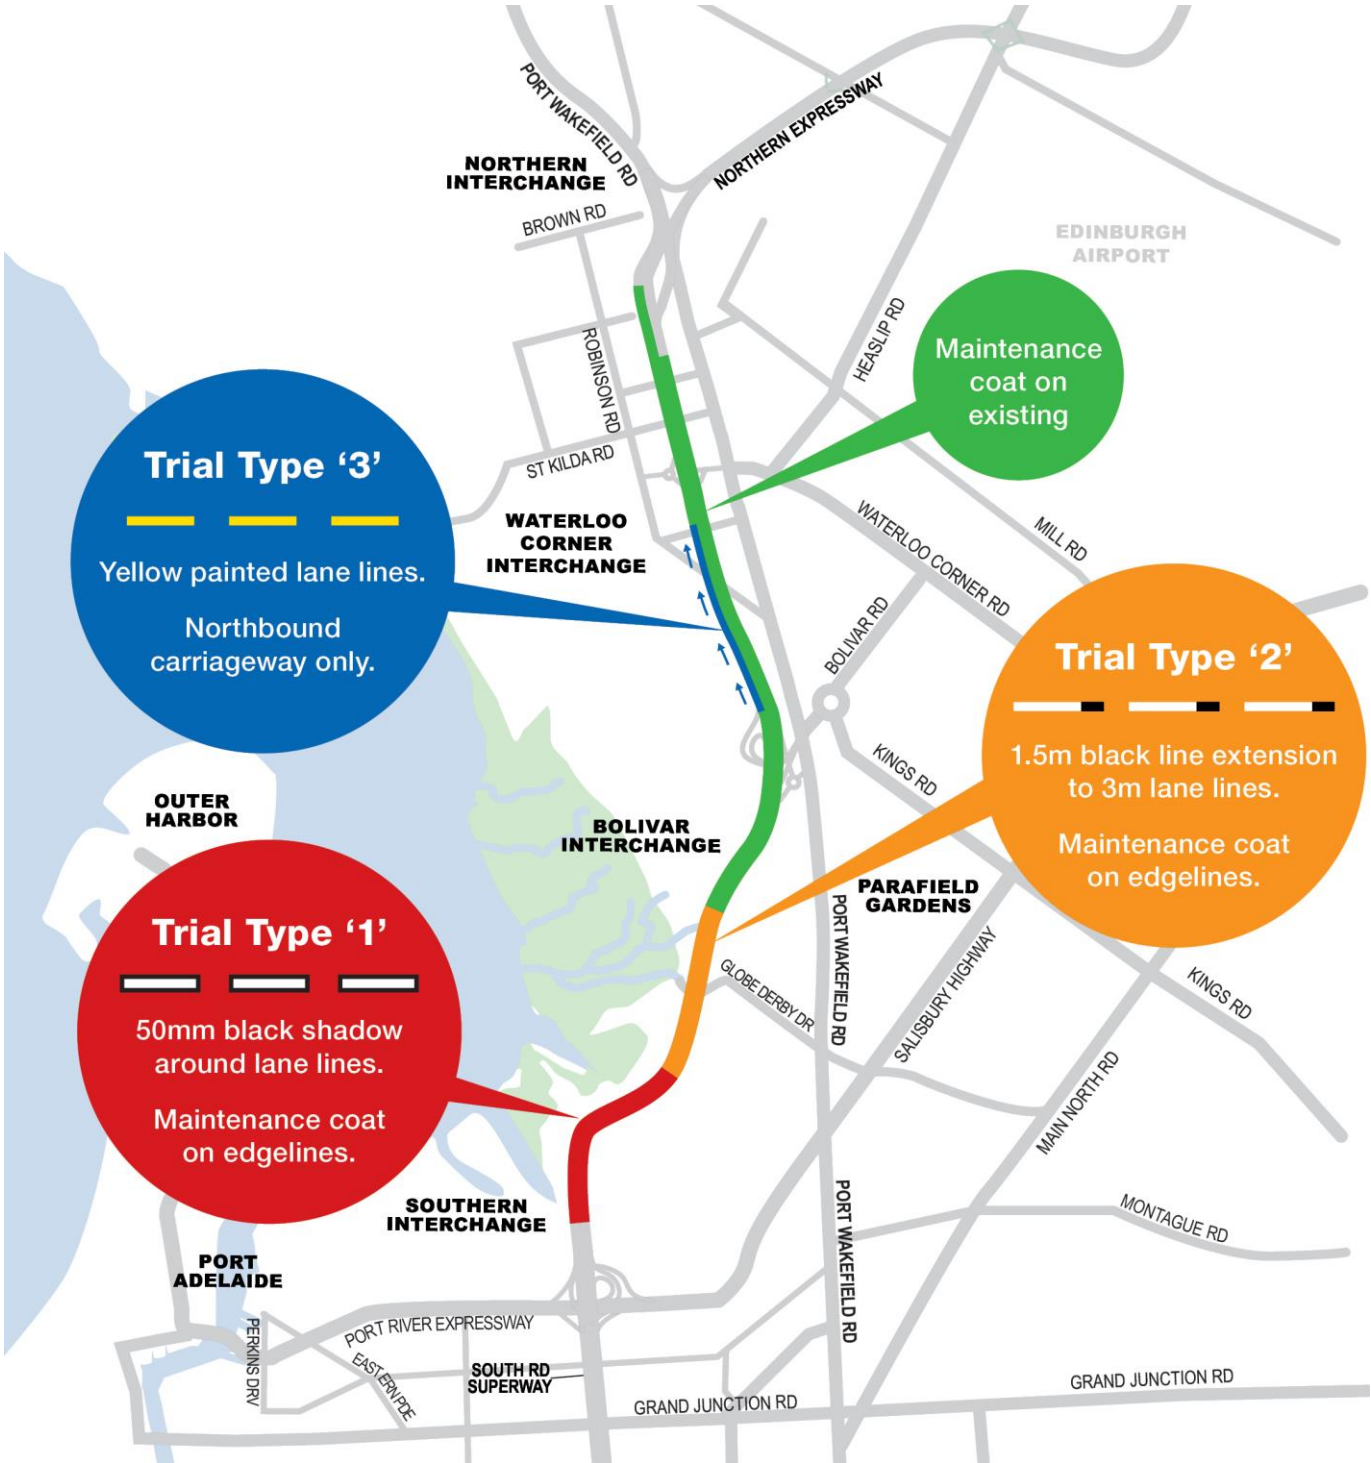 PORT WAKEFIELD RD
NORTHERN EXPRESSWAY
NORTHERN
INTERCHANGE
BROWN RD
EDINBURGH
AIRPORT
HEASLIP RD
ROBINSON RD
Maintenance
coat on
existing
Trial Type ‘3’
Yellow painted lane lines.
Northbound
carriageway only.
ST KILDA RD
WATERLOO
CORNER
INTERCHANGE
WATERLOO CORNER RD
MILL RD
BOLIVAR RD
Trial Type ‘2’
1.5m black line extension
to 3m lane lines.
Maintenance coat
on edgelines.
KINGS RD
OUTER
HARBOR
BOLIVAR
INTERCHANGE
PARAFIELD
GARDENS
Trial Type ‘1’
50mm black shadow
around lane lines.
Maintenance coat
on edgelines.
PORT WAKEFIELD RD
GLOBE DERBY DR
SALISBURY HIGHWAY
KINGS RD
MAIN NORTH RD
SOUTHERN
INTERCHANGE
PORT WAKEFIELD RD
MONTAGUE RD
PORT
ADELAIDE
PERKINS DRV
PORT RIVER EXPRESSWAY
EASTERN PDE
SOUTH RD
SUPERWAY
GRAND JUNCTION RD
GRAND JUNCTION RD